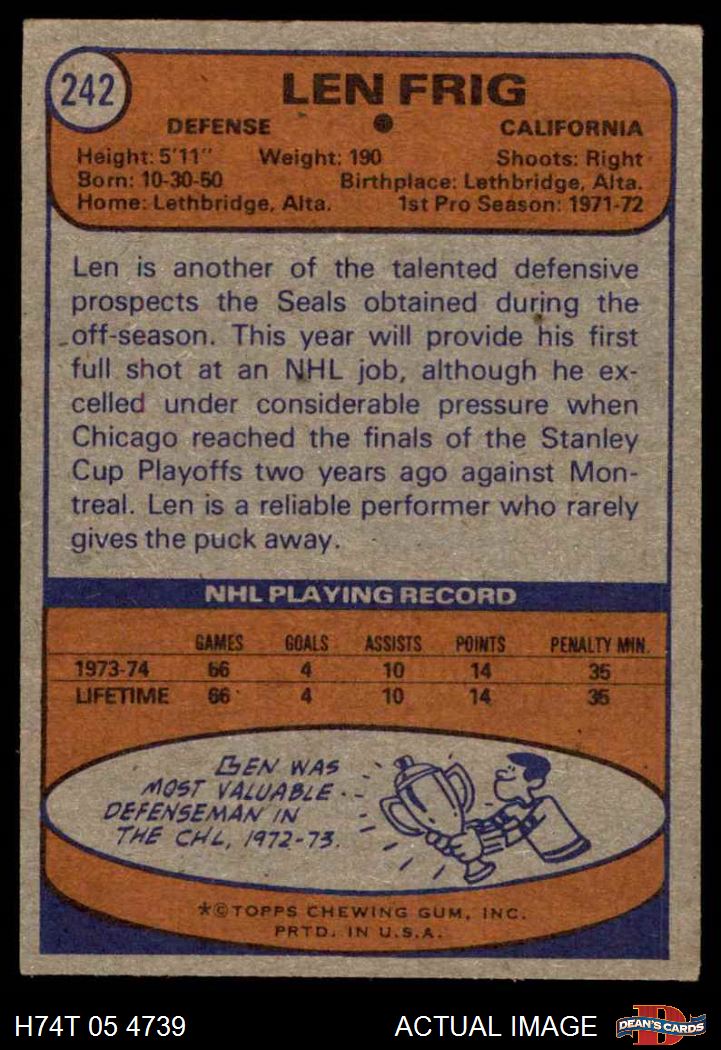 242
LEN FRIG
DEFENSE CALIFORNIA
Height: 5'11" Weight: 190 Shoots: Right
Born: 10-30-50 Birthplace: Lethbridge, Alta.
Home: Lethbridge, Alta. 1st Pro Season: 1971-72
Len is another of the talented defensive
prospects the Seals obtained during the
off-season. This year will provide his first
full shot at an NHL job, although he ex-
celled under considerable pressure when
Chicago reached the finals of the Stanley
Cup Playoffs two years ago against Mon-
treal. Len is a reliable performer who rarely
gives the puck away.
NHL PLAYING RECORD
GAMES GOALS ASSISTS POINTS PENALTY MIN.
1973-74 66 4 10 14 35
LIFETIME 66 4 10 14 35
LEN WAS
MOST VALUABLE
DEFENSEMAN IN
THE CHL, 1972-73.
*©TOPPS CHEWING GUM, INC.
PRTD. IN U.S.A.
H74T 05 4739 ACTUAL IMAGE
D
DEAN'S CARDS